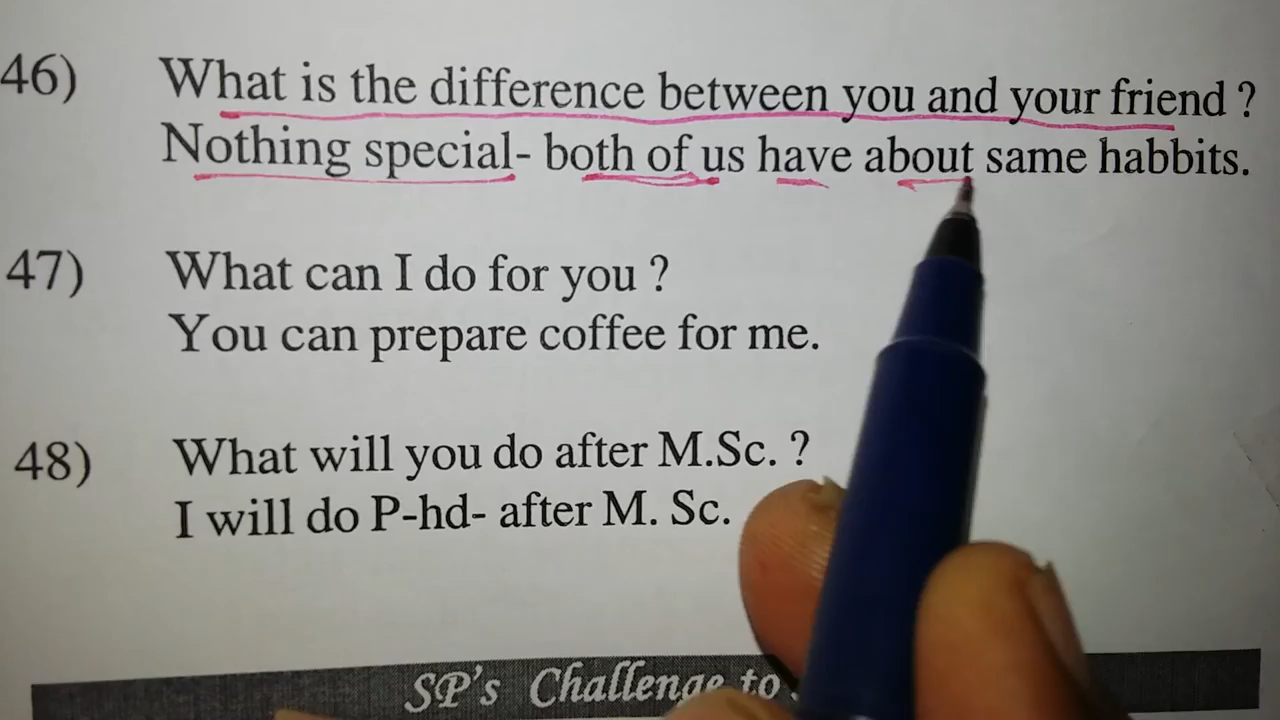 46) What is the difference between you and your friend ?
Nothing special- both of us have about same habbits.
47) What can I do for you ?
You can prepare coffee for me.
48) What will you do after M.Sc. ?
I will do P-hd- after M. Sc.
SP's Challenge to